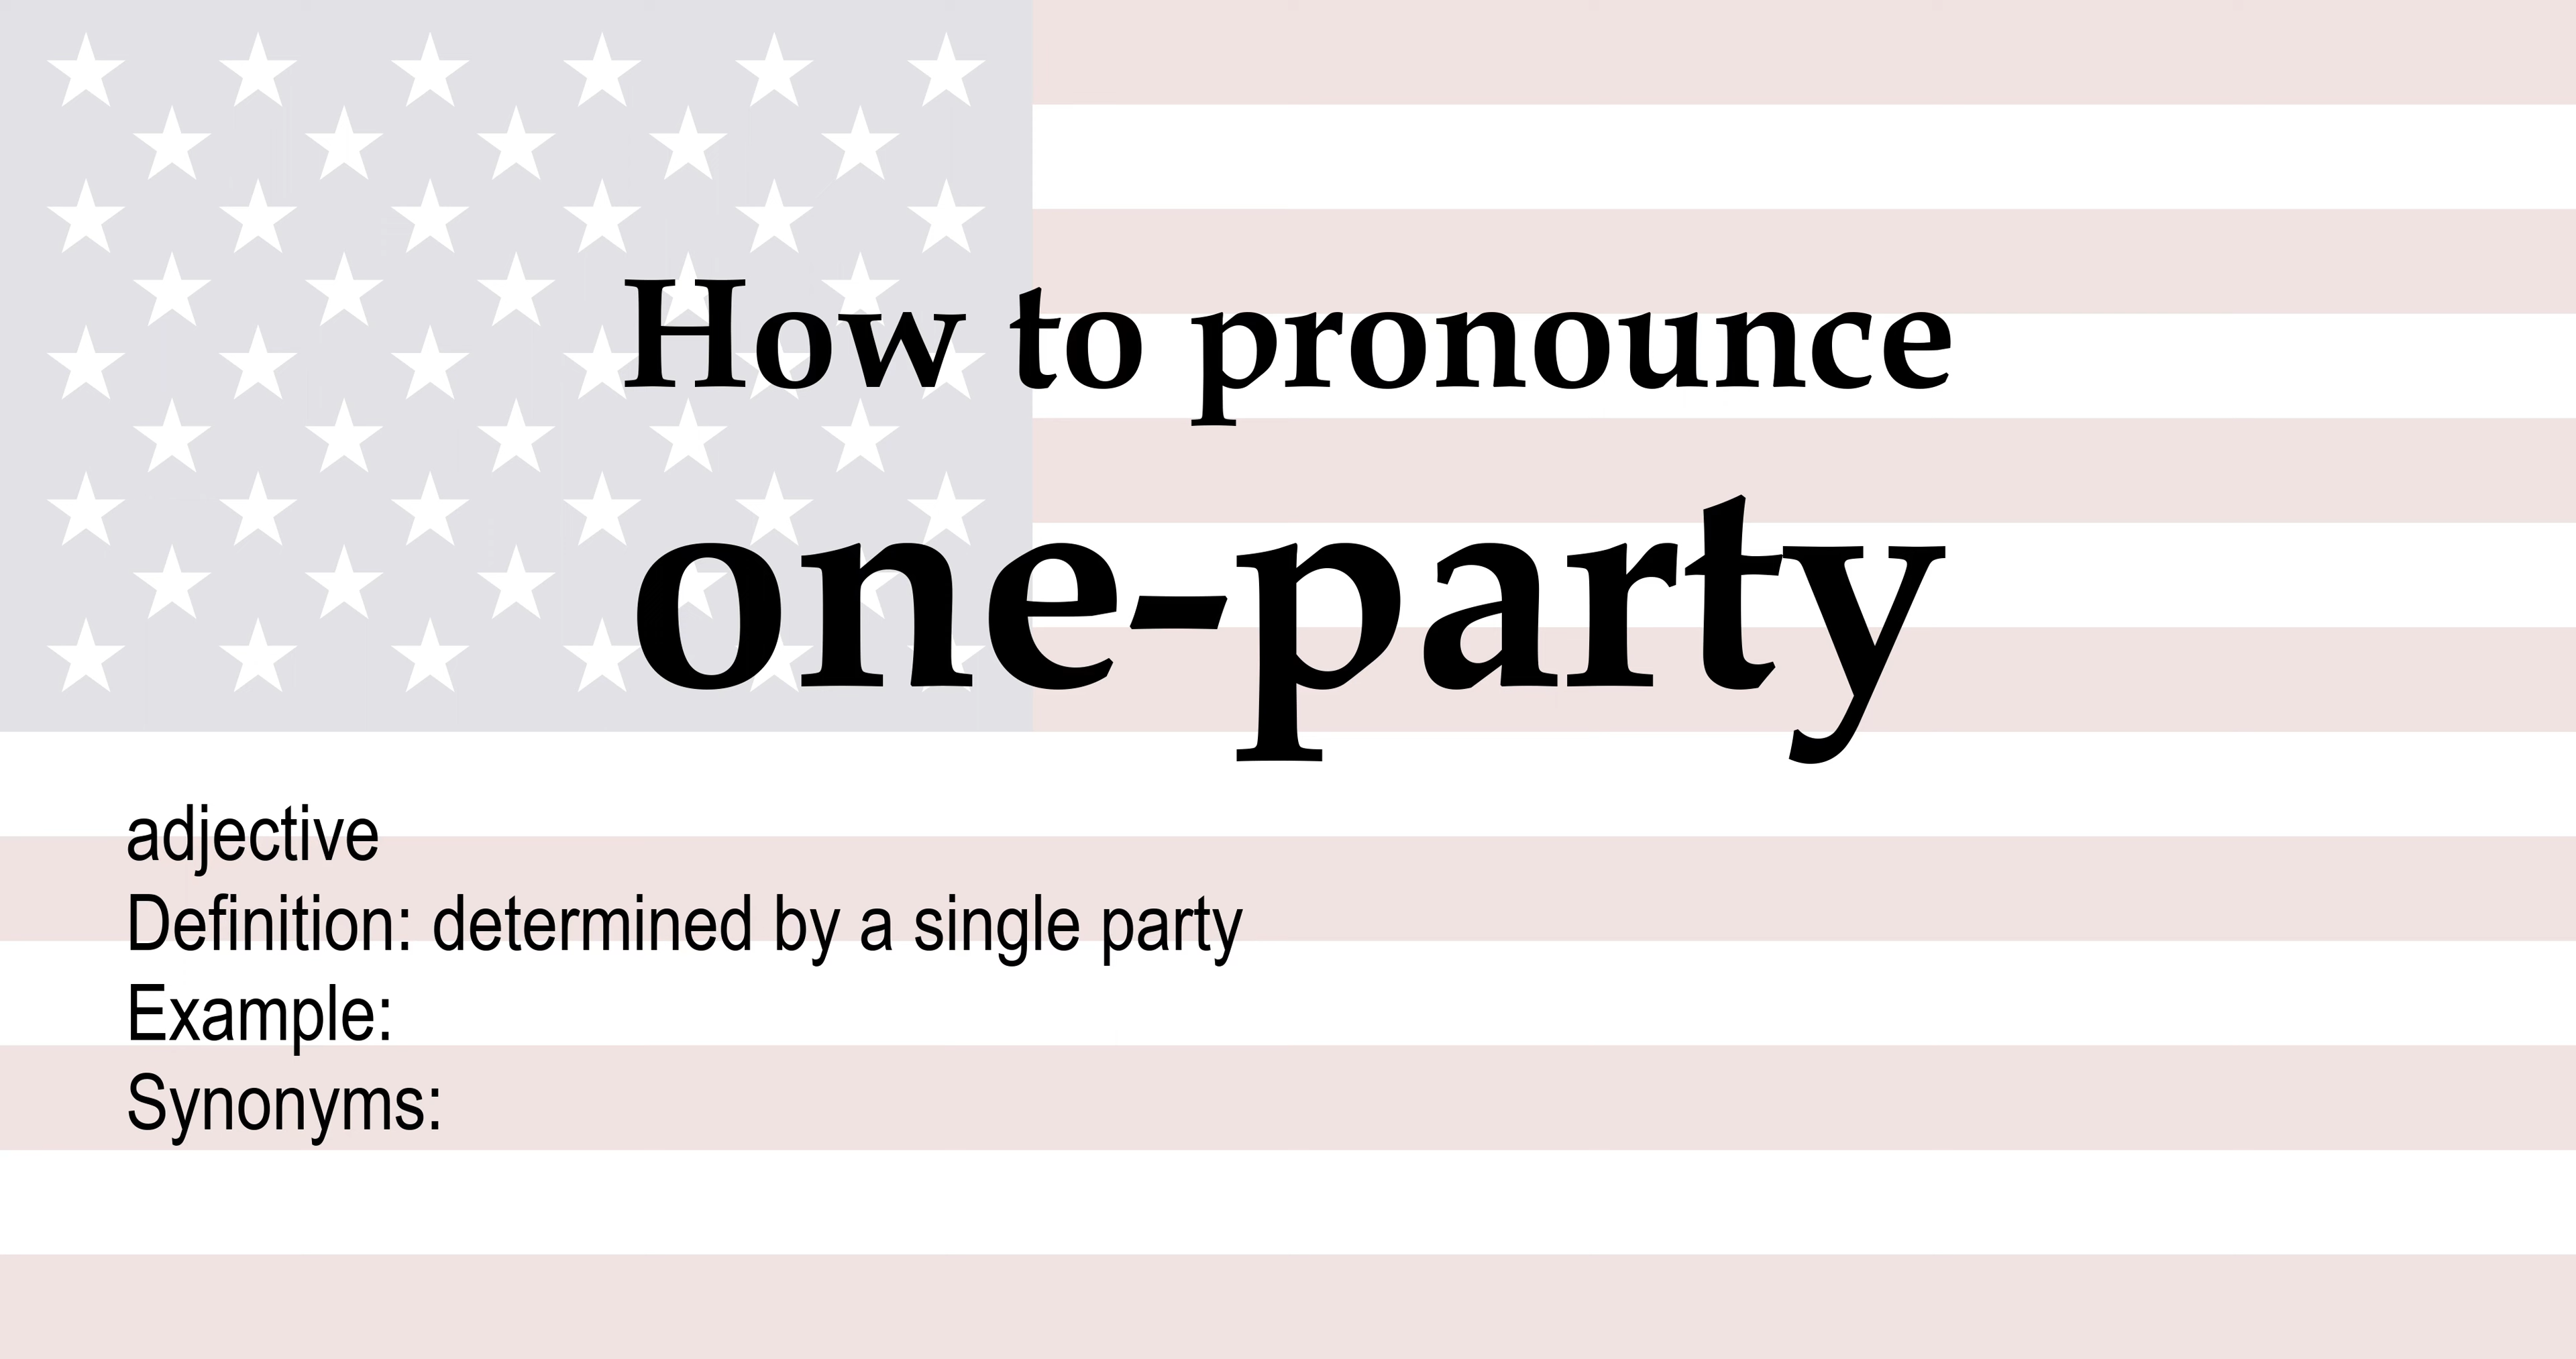 How to pronounce
one-party
adjective
Definition: determined by a single party
Example:
Synonyms: